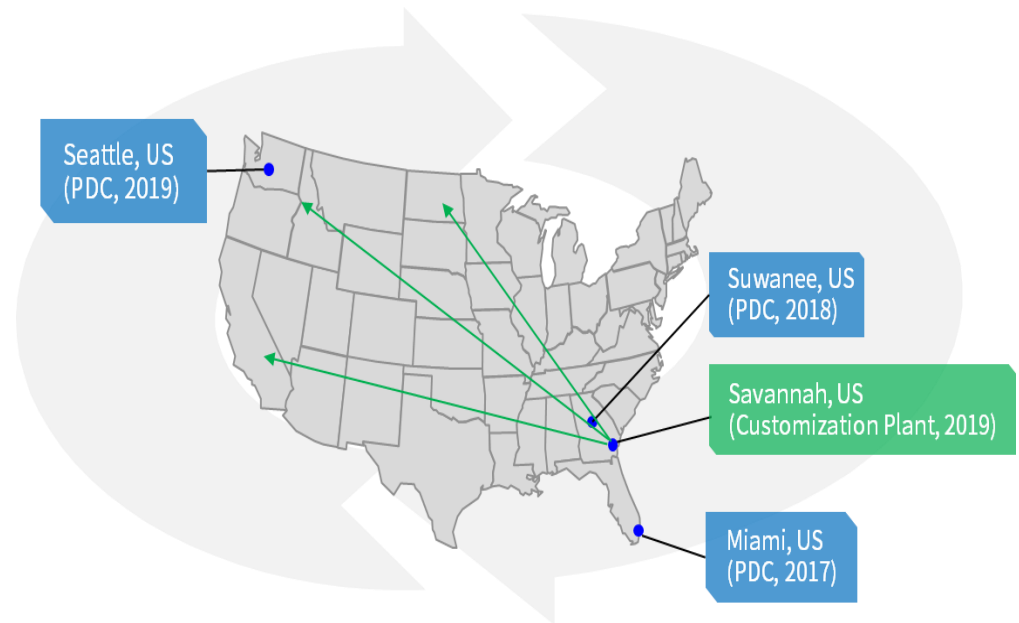 Seattle, US
(PDC, 2019)
Suwanee, US
(PDC, 2018)
Savannah, US
(Customization Plant, 2019)
Miami, US
(PDC, 2017)